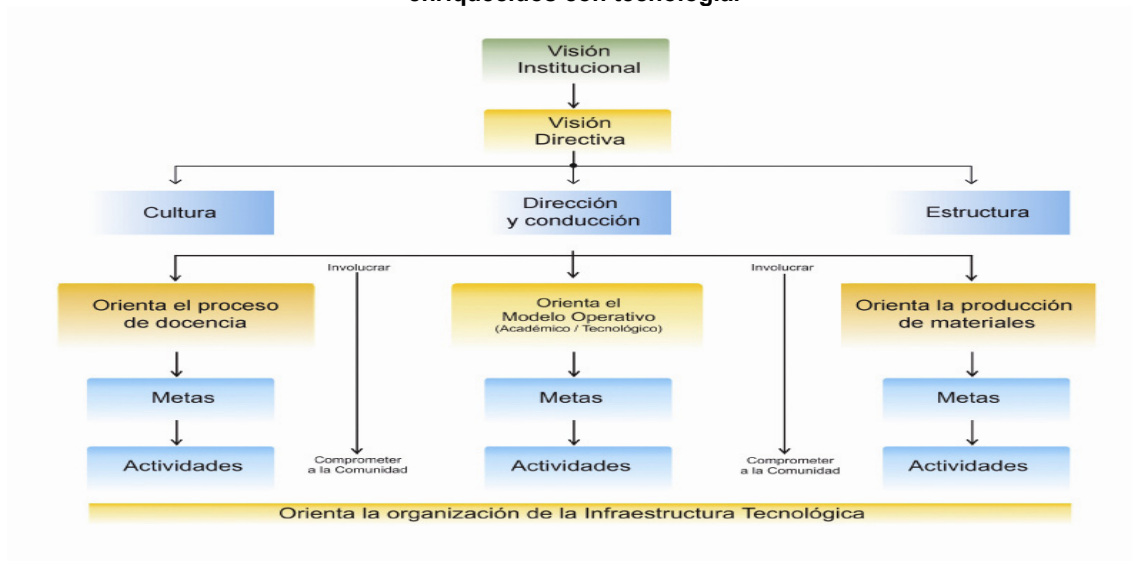 Visión
Institucional
Visión
Directiva
Cultura
Dirección
y conducción
Estructura
Involucrar
Involucrar
Orienta el proceso
de docencia
Orienta el
Modelo Operativo
(Académico / Tecnológico)
Orienta la producción
de materiales
Metas
Metas
Metas
Actividades
Comprometer
a la Comunidad
Actividades
Comprometer
a la Comunidad
Actividades
Orienta la organización de la Infraestructura Tecnológica